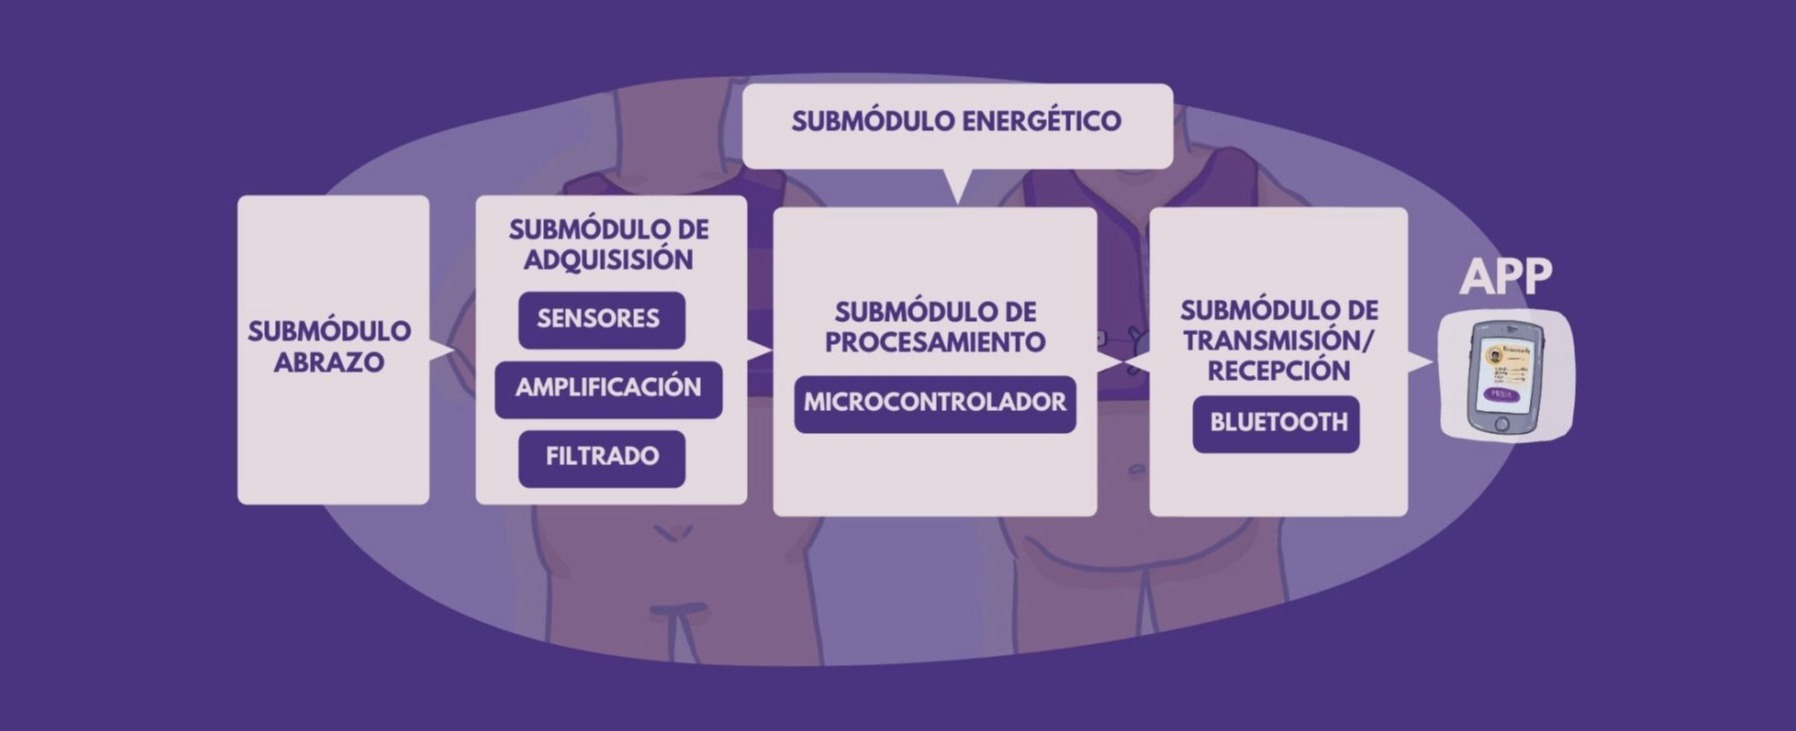 SUBMÓDULO ENERGÉTICO
SUBMÓDULO
ABRAZO
SUBMÓDULO DE
ADQUISISIÓN
SENSORES
AMPLIFICACIÓN
FILTRADO
SUBMÓDULO DE
PROCESAMIENTO
MICROCONTROLADOR
SUBMÓDULO DE
TRANSMISIÓN/
RECEPCIÓN
BLUETOOTH
APP